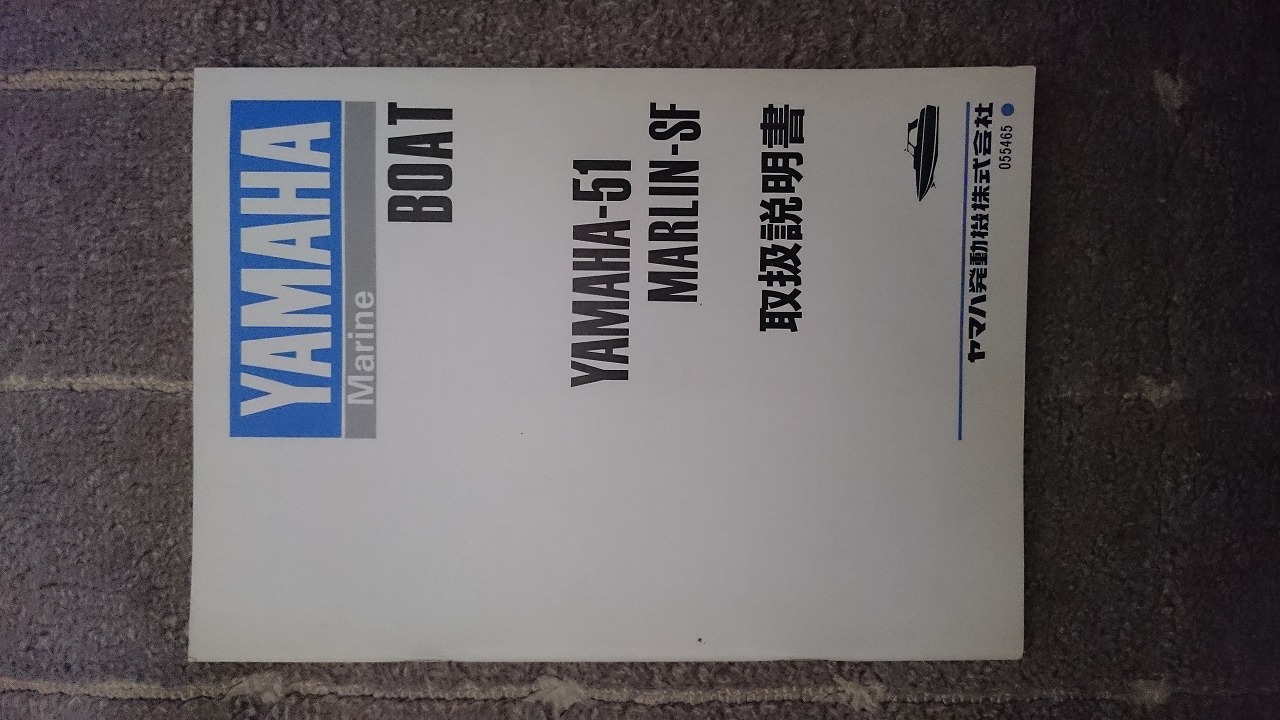 YAMAHA
Marine
BOAT
YAMAHA-51
MARLIN-SF
取扱説明書
ヤマハ発動機株式会社
055465